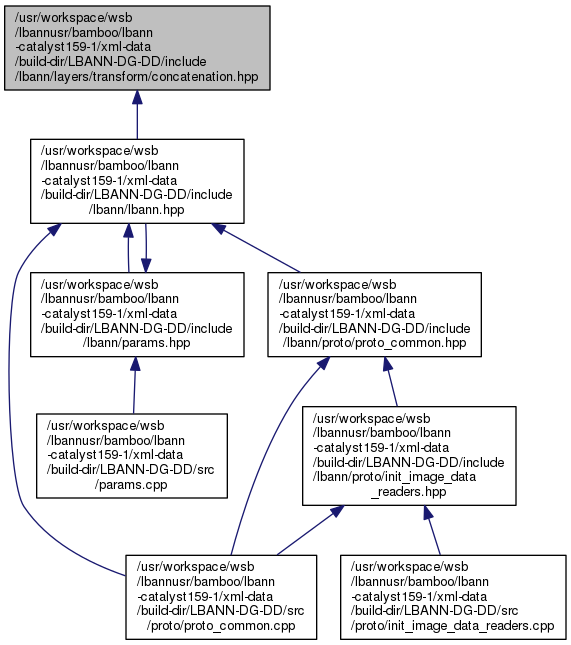 /usr/workspace/wsb
/lbannusr/bamboo/lbann
-catalyst159-1/xml-data
/build-dir/LBANN-DG-DD/include
/lbann/layers/transform/concatenation.hpp
/usr/workspace/wsb
/lbannusr/bamboo/lbann
-catalyst159-1/xml-data
/build-dir/LBANN-DG-DD/include
/lbann/lbann.hpp
/usr/workspace/wsb
/lbannusr/bamboo/lbann
-catalyst159-1/xml-data
/build-dir/LBANN-DG-DD/include
/lbann/params.hpp
/usr/workspace/wsb
/lbannusr/bamboo/lbann
-catalyst159-1/xml-data
/build-dir/LBANN-DG-DD/include
/lbann/proto/proto_common.hpp
/usr/workspace/wsb
/lbannusr/bamboo/lbann
-catalyst159-1/xml-data
/build-dir/LBANN-DG-DD/src
/params.cpp
/usr/workspace/wsb
/lbannusr/bamboo/lbann
-catalyst159-1/xml-data
/build-dir/LBANN-DG-DD/include
/lbann/proto/init_image_data
_readers.hpp
/usr/workspace/wsb
/lbannusr/bamboo/lbann
-catalyst159-1/xml-data
/build-dir/LBANN-DG-DD/src
/proto/proto_common.cpp
/usr/workspace/wsb
/lbannusr/bamboo/lbann
-catalyst159-1/xml-data
/build-dir/LBANN-DG-DD/src
/proto/init_image_data_readers.cpp